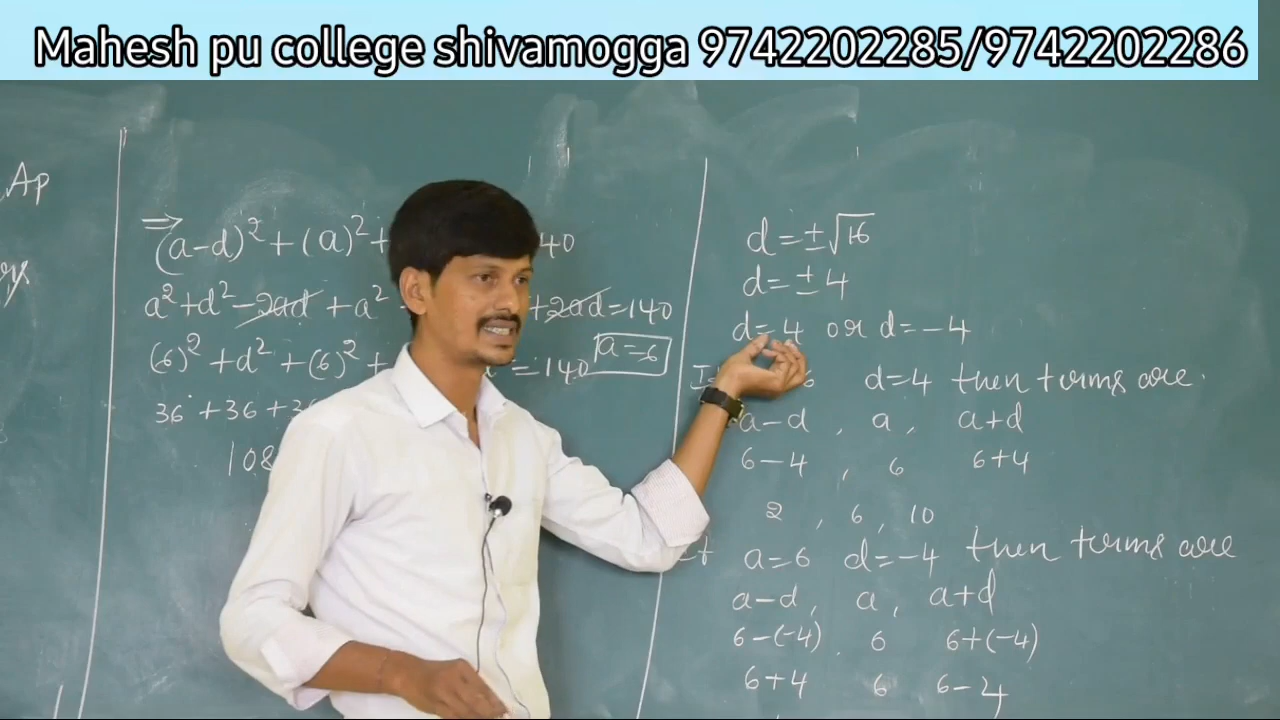 Mahesh pu college shivamogga 9742202285/9742202286
Ap
⇒ (a-d)² + (a)² + 40
a² + d² - 2ad + a² + 2ad = 140
(6)² + d² + (6)² + ² = 140 a = 6
36 + 36 + 3
108
d = ±√16
d = ±4
d = 4 or d = -4
6 d = 4 then terms are.
a-d , a , a+d
6-4 , 6 6+4
2 , 6 , 10
If a = 6 d = -4 then terms are
a-d , a , a+d
6-(-4) . 6 6+(-4)
6+4 6 6-4